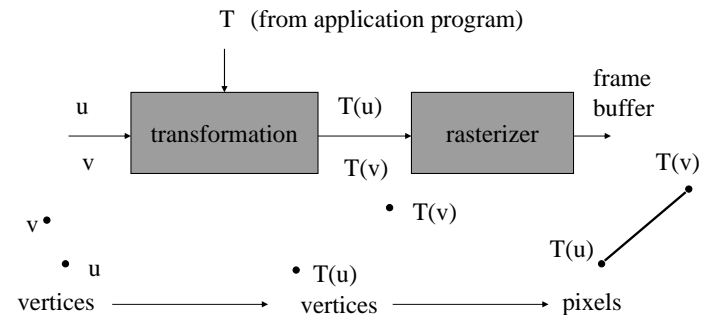 T (from application program)
frame
buffer
u
T(u)
transformation
rasterizer
v
T(v)
T(v)
v
T(v)
T(u)
u
T(u)
vertices
vertices
pixels